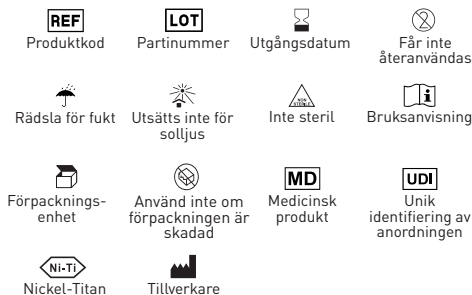 REF
LOT
Produktkod
Partinummer
Utgångsdatum
Får inte
återanvändas
NON
STERILE
Rädsla för fukt
Utsätts inte för
solljus
Inte steril
Bruksanvisning
MD
UDI
Förpacknings-
enhet
Använd inte om
förpackningen är
skadad
Medicinsk
produkt
Unik
identifiering av
anordningen
Ni-Ti
Nickel-Titan
Tillverkare